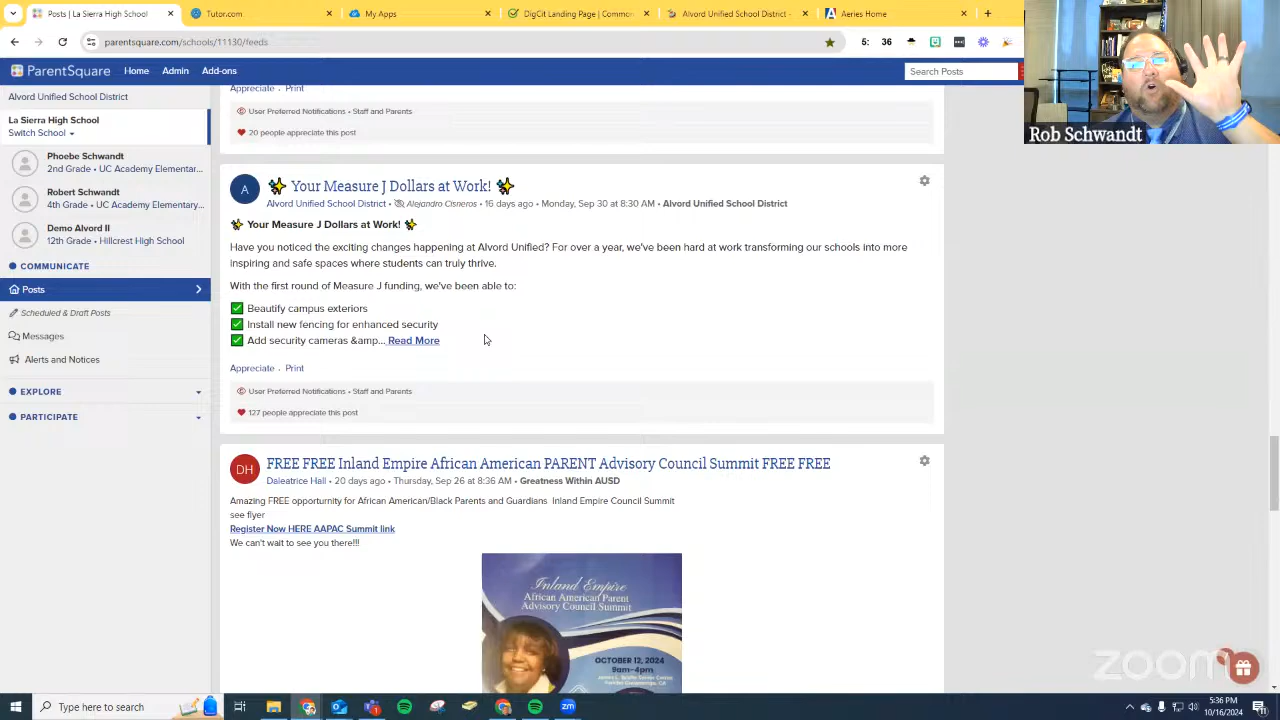 Posts | La Sierra High School
Tutor.com
My Apps
DigCit Landing Page | Common
Alvord Unified School District -
Aeries Home
parentsquare.com/schools/11130/feeds
5:
36
ParentSquare
Home
Admin
Add-ons
Search Posts
Rob Schwandt
Alvord Unified School District
La Sierra High School
Switch School
Phoebe Schwandt
2nd Grade • UC Academy Elementar...
Robert Schwandt
4th Grade • UC Academy Elementary...
Demo Alvord II
12th Grade • Hillcrest High School
COMMUNICATE
Posts
Scheduled & Draft Posts
Messages
Alerts and Notices
EXPLORE
PARTICIPATE
Appreciate • Print
User Preferred Notifications • Staff and Parents
20 people appreciate this post
A
✨ Your Measure J Dollars at Work! ✨
Alvord Unified School District • Alejandro Cisneros • 16 days ago • Monday, Sep 30 at 8:30 AM • Alvord Unified School District
✨ Your Measure J Dollars at Work! ✨
Have you noticed the exciting changes happening at Alvord Unified? For over a year, we've been hard at work transforming our schools into more
inspiring and safe spaces where students can truly thrive.
With the first round of Measure J funding, we've been able to:
✅ Beautify campus exteriors
✅ Install new fencing for enhanced security
✅ Add security cameras &amp... Read More
Appreciate • Print
User Preferred Notifications • Staff and Parents
127 people appreciate this post
DH
FREE FREE Inland Empire African American PARENT Advisory Council Summit FREE FREE
Daleatrice Hall • 20 days ago • Thursday, Sep 26 at 8:36 AM • Greatness Within AUSD
Amazing FREE opportunity for African American/Black Parents and Guardians Inland Empire Council Summit
see flyer
Register Now HERE AAPAC Summit link
We can't wait to see you there!!!
Inland Empire
African American Parent
Advisory Council Summit
OCTOBER 12, 2024
9am-4pm
zoom
Type here to search
5:36 PM
10/16/2024